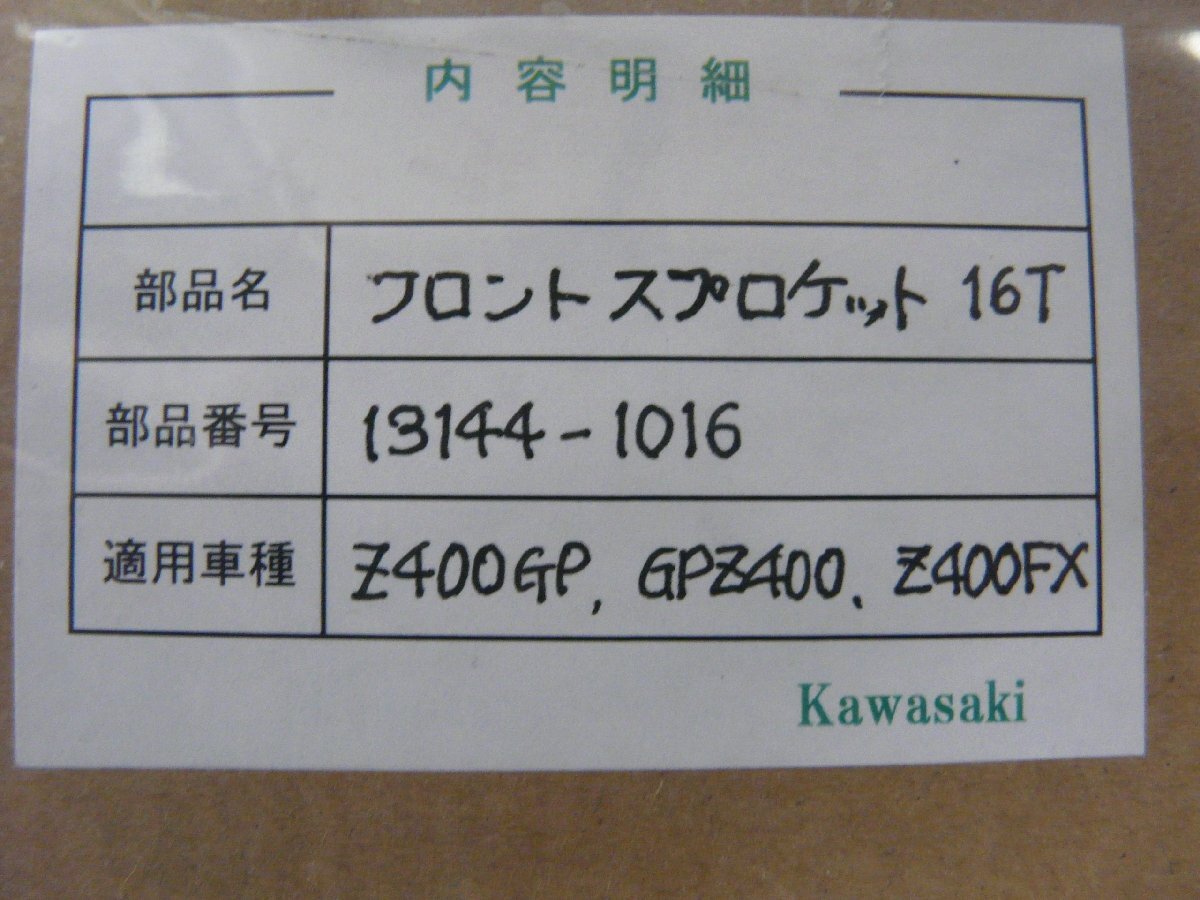 内容明細
部品名 フロントスプロケット 16T
部品番号 13144-1016
適用車種 Z400GP, GPZ400、Z400FX
Kawasaki